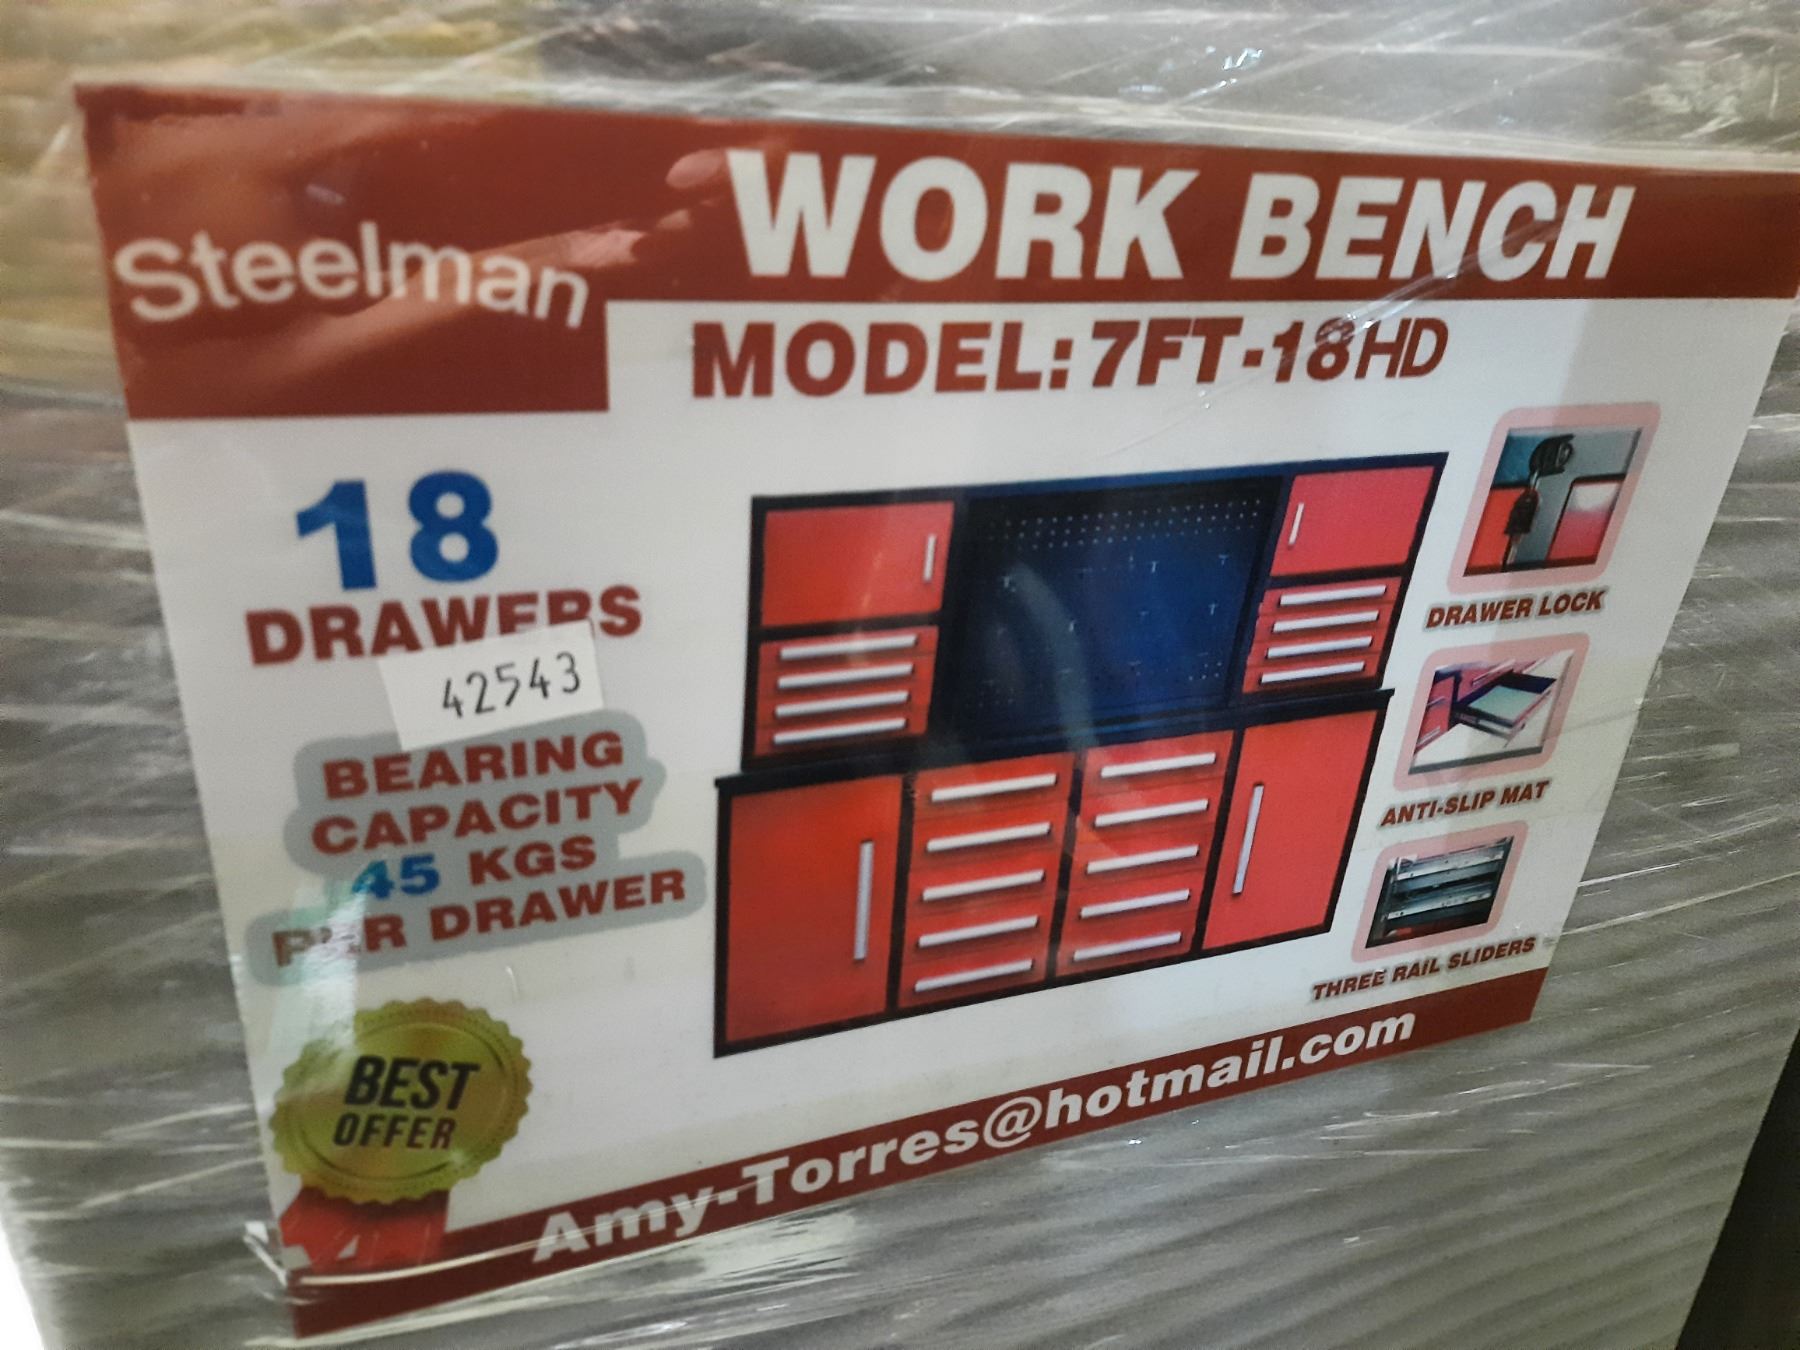 Steelman
WORK BENCH
MODEL: 7FT-18HD
18
DRAWERS
42543
BEARING
CAPACITY
45 KGS
PER DRAWER
BEST
OFFER
DRAWER LOCK
ANTI-SLIP MAT
THREE RAIL SLIDERS
Amy-Torres@hotmail.com